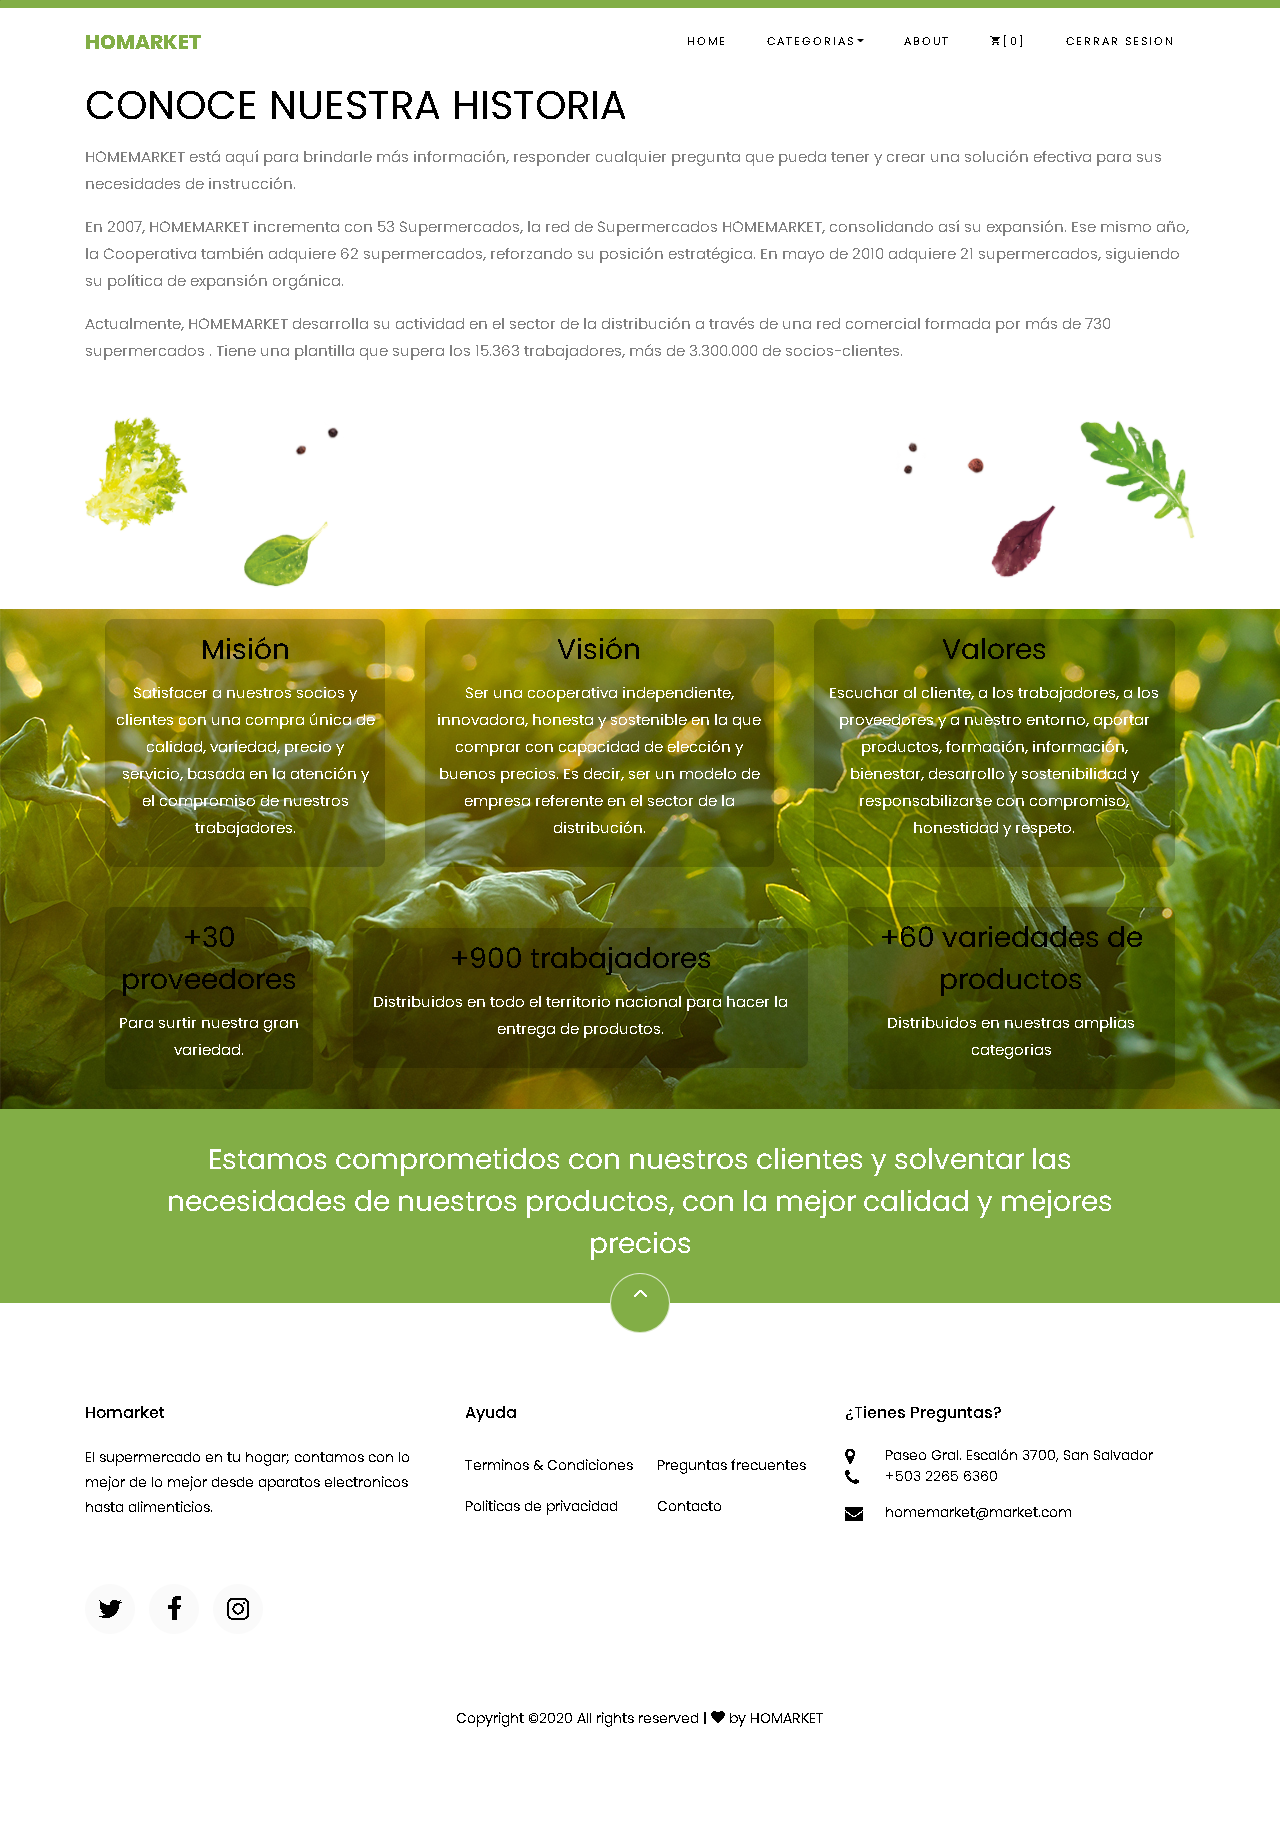 HOMARKET
HOME CATEGORIAS ABOUT [0] CERRAR SESION
CONOCE NUESTRA HISTORIA
HOMEMARKET está aquí para brindarle más información, responder cualquier pregunta que pueda tener y crear una solución efectiva para sus
necesidades de instrucción.
En 2007, HOMEMARKET incrementa con 53 Supermercados, la red de Supermercados HOMEMARKET, consolidando así su expansión. Ese mismo año,
la Cooperativa también adquiere 62 supermercados, reforzando su posición estratégica. En mayo de 2010 adquiere 21 supermercados, siguiendo
su política de expansión orgánica.
Actualmente, HOMEMARKET desarrolla su actividad en el sector de la distribución a través de una red comercial formada por más de 730
supermercados . Tiene una plantilla que supera los 15.363 trabajadores, más de 3.300.000 de socios-clientes.
Misión
Satisfacer a nuestros socios y
clientes con una compra única de
calidad, variedad, precio y
servicio, basada en la atención y
el compromiso de nuestros
trabajadores.
Visión
Ser una cooperativa independiente,
innovadora, honesta y sostenible en la que
comprar con capacidad de elección y
buenos precios. Es decir, ser un modelo de
empresa referente en el sector de la
distribución.
Valores
Escuchar al cliente, a los trabajadores, a los
proveedores y a nuestro entorno, aportar
productos, formación, información,
bienestar, desarrollo y sostenibilidad y
responsabilizarse con compromiso,
honestidad y respeto.
+30
proveedores
Para surtir nuestra gran
variedad.
+900 trabajadores
Distribuidos en todo el territorio nacional para hacer la
entrega de productos.
+60 variedades de
productos
Distribuidos en nuestras amplias
categorias
Estamos comprometidos con nuestros clientes y solventar las
necesidades de nuestros productos, con la mejor calidad y mejores
precios
Homarket
El supermercado en tu hogar; contamos con lo
mejor de lo mejor desde aparatos electronicos
hasta alimenticios.
Ayuda
Terminos & Condiciones
Preguntas frecuentes
Politicas de privacidad
Contacto
¿Tienes Preguntas?
Paseo Gral. Escalón 3700, San Salvador
+503 2265 6360
homemarket@market.com
Copyright ©2020 All rights reserved | by HOMARKET